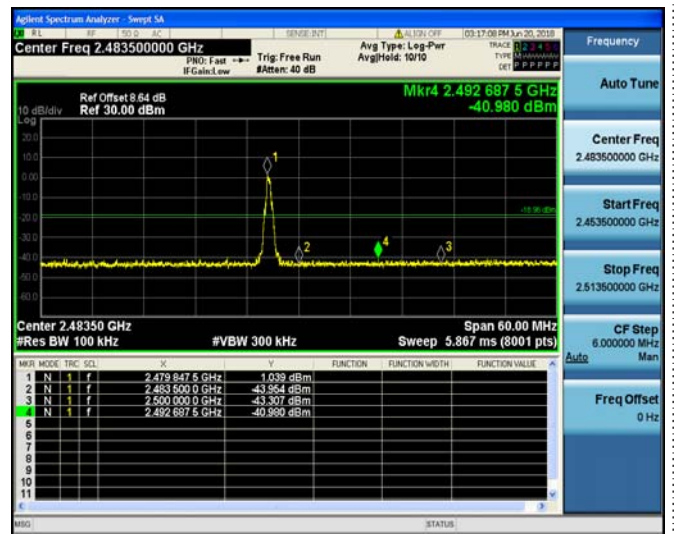 Agilent Spectrum Analyzer - Swept SA
RL RF 50 Ω AC SENSE:INT ALIGN OFF 03:17:08 PM Jun 20, 2018
Center Freq 2.483500000 GHz
PNO: Fast
IFGain:Low
Trig: Free Run
#Atten: 40 dB
Avg Type: Log-Pwr
Avg|Hold: 10/10
TRACE 1 2 3 4 5 6
TYPE
DET P P P P P P
Frequency
Ref Offset 8.64 dB
Ref 30.00 dBm
10 dB/div
Log
Mkr4 2.492 687 5 GHz
-40.980 dBm
20.0
10.0
0.00
-10.0
-20.0
-30.0
-40.0
-50.0
-60.0
1
2
4
3
Center 2.48350 GHz
#Res BW 100 kHz
#VBW 300 kHz
Span 60.00 MHz
Sweep 5.867 ms (8001 pts)
MKR MODE TRC SCL X Y FUNCTION FUNCTION WIDTH FUNCTION VALUE
1 N 1 f 2.479 847 5 GHz 1.039 dBm
2 N 1 f 2.483 500 0 GHz -43.954 dBm
3 N 1 f 2.500 000 0 GHz -43.307 dBm
4 N 1 f 2.492 687 5 GHz -40.980 dBm
5
6
7
8
9
10
11
MSG
STATUS
Auto Tune
Center Freq
2.483500000 GHz
Start Freq
2.453500000 GHz
Stop Freq
2.513500000 GHz
CF Step
6.000000 MHz
Auto Man
Freq Offset
0 Hz